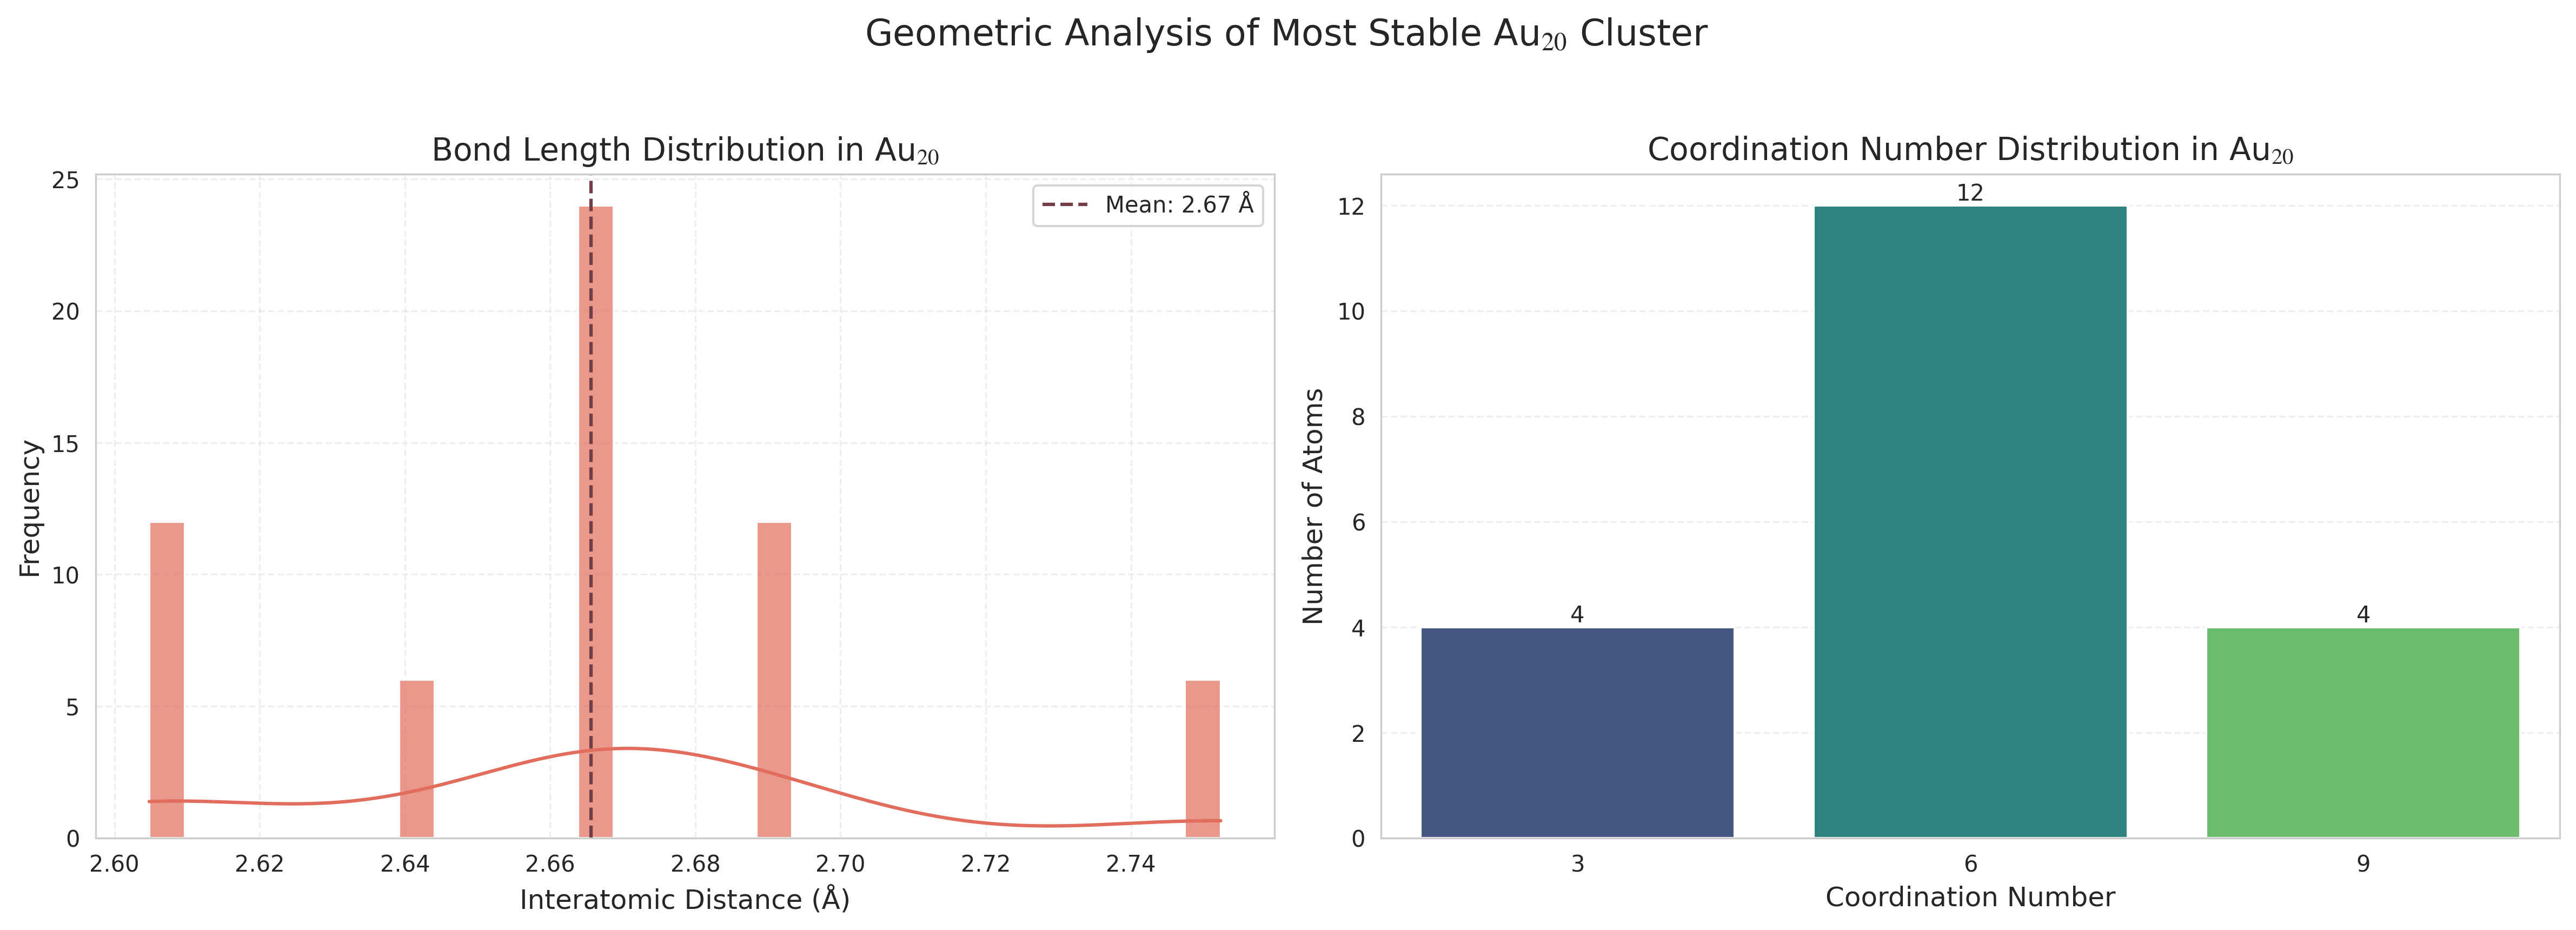 Geometric Analysis of Most Stable Au₂₀ Cluster
Bond Length Distribution in Au₂₀
25
20
15
10
5
0
Frequency
Mean: 2.67 Å
2.60 2.62 2.64 2.66 2.68 2.70 2.72 2.74
Interatomic Distance (Å)
Coordination Number Distribution in Au₂₀
12
10
8
6
4
2
0
Number of Atoms
4 12 4
3 6 9
Coordination Number